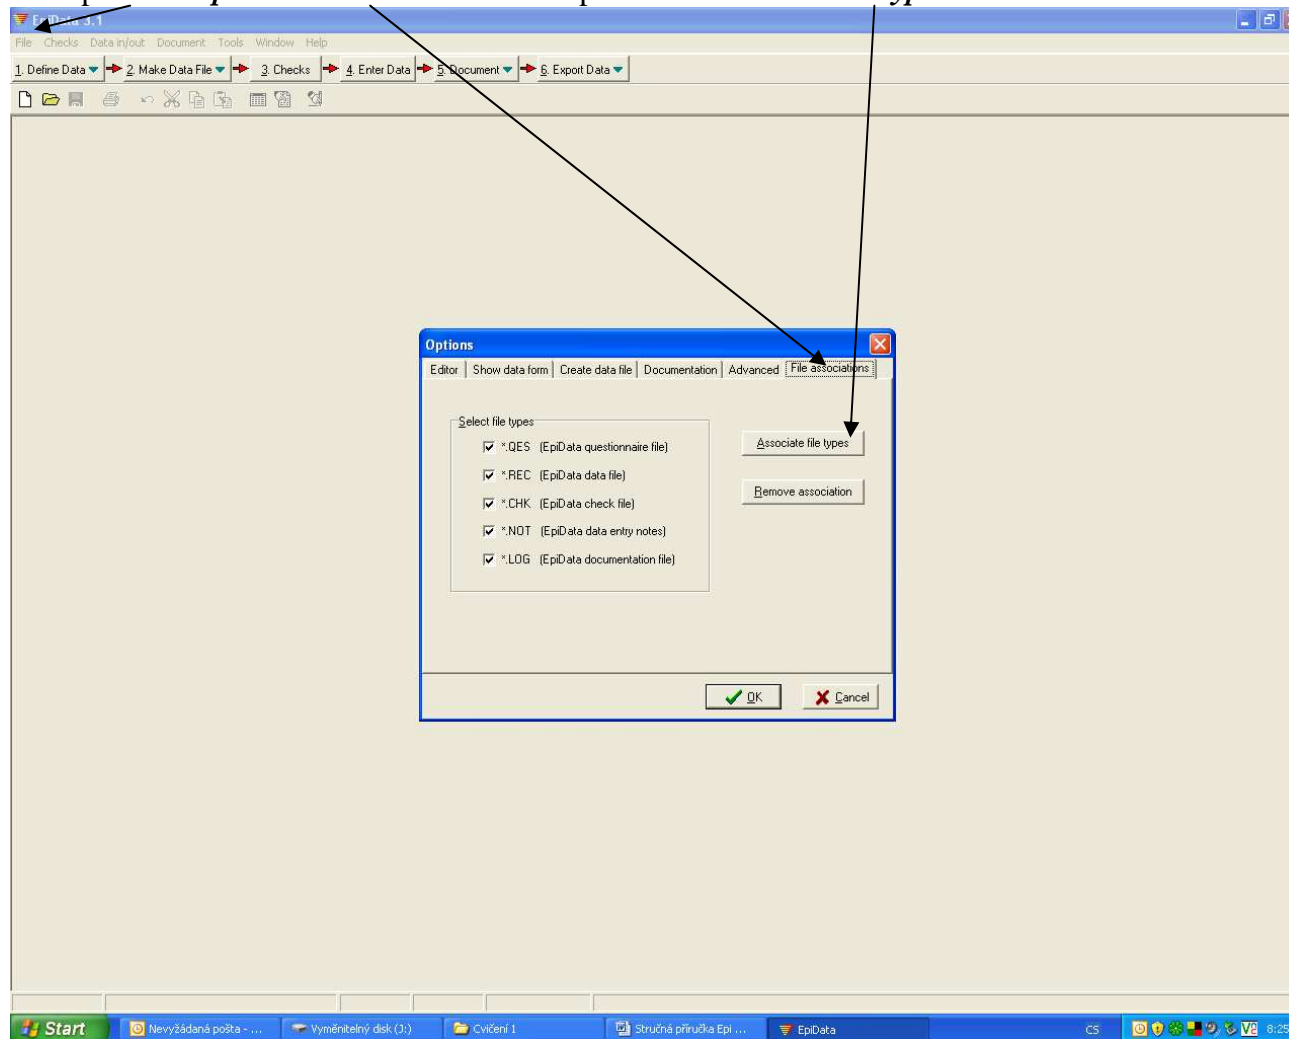 EpiData 3.1
File Checks Data in/out Document Tools Window Help
1. Define Data 2. Make Data File 3. Checks 4. Enter Data 5. Document 6. Export Data
Options
Editor Show data form Create data file Documentation Advanced File associations
Select file types
*.QES (EpiData questionnaire file)
*.REC (EpiData data file)
*.CHK (EpiData check file)
*.NOT (EpiData data entry notes)
*.LOG (EpiData documentation file)
Associate file types
Remove association
OK Cancel
Start Nevyžádaná pošta - ... Vyměnitelný disk (J:) Cvičení 1 Stručná příručka Epi ... EpiData CS 8:25